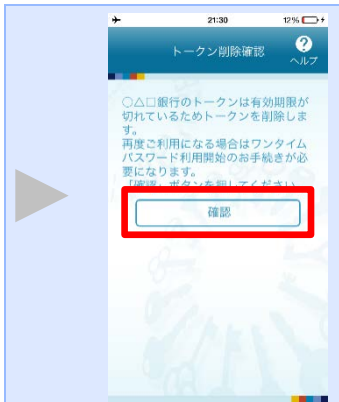 21:30
12%
トークン削除確認
?
ヘルプ
○△□銀行のトークンは有効期限が
切れているためトークンを削除しま
す。
再度ご利用になる場合はワンタイム
パスワード利用開始のお手続きが必
要になります。
「確認」ボタンを押してください
確認